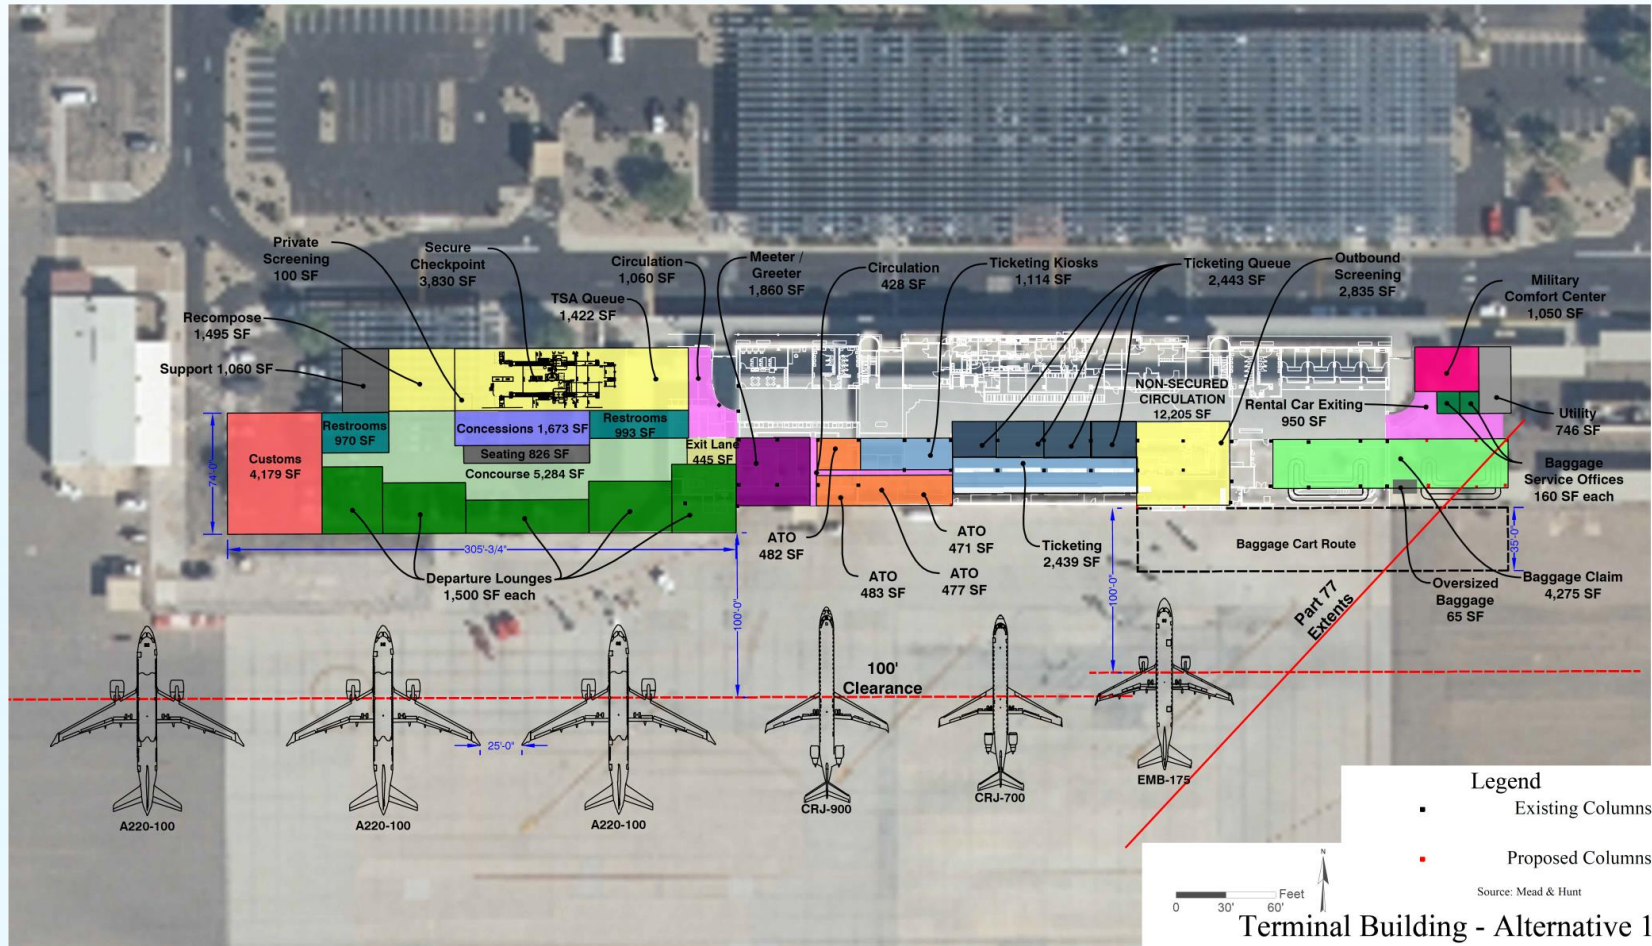 Private
Screening
100 SF
Secure
Checkpoint
3,830 SF
Circulation
1,060 SF
Meeter /
Greeter
1,860 SF
Circulation
428 SF
Ticketing Kiosks
1,114 SF
Ticketing Queue
2,443 SF
Outbound
Screening
2,835 SF
Military
Comfort Center
1,050 SF
TSA Queue
1,422 SF
Recompose
1,495 SF
Support 1,060 SF
NON-SECURED
CIRCULATION
12,205 SF
Rental Car Exiting
950 SF
Utility
746 SF
Restrooms
970 SF
Concessions 1,673 SF
Restrooms
993 SF
Exit Lane
445 SF
Seating 826 SF
Concourse 5,284 SF
Customs
4,179 SF
74'-0"
Baggage
Service Offices
160 SF each
305'-3/4"
Departure Lounges
1,500 SF each
ATO
482 SF
ATO
483 SF
ATO
471 SF
ATO
477 SF
Ticketing
2,439 SF
Baggage Cart Route
35'-0"
Oversized
Baggage
65 SF
Baggage Claim
4,275 SF
100'-0"
100'-0"
Part 77
Extents
100'
Clearance
25'-0"
A220-100
A220-100
A220-100
CRJ-900
CRJ-700
EMB-175
Legend
Existing Columns
Proposed Columns
N
Source: Mead & Hunt
Feet
0 30' 60'
Terminal Building - Alternative 1